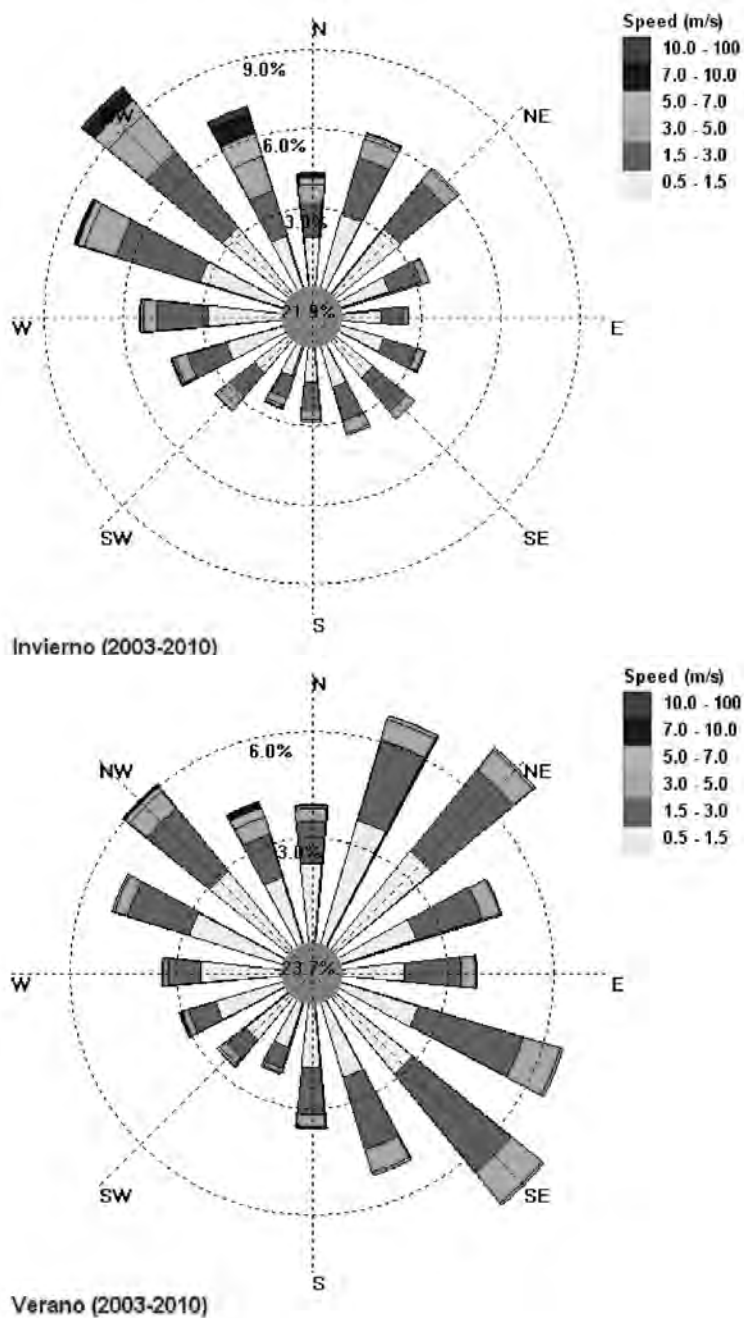 N
Speed (m/s)
10.0 - 100
7.0 - 10.0
5.0 - 7.0
3.0 - 5.0
1.5 - 3.0
0.5 - 1.5
9.0%
NW
NE
6.0%
3.0%
W
21.9%
E
SW
SE
S
Invierno (2003-2010)
N
Speed (m/s)
10.0 - 100
7.0 - 10.0
5.0 - 7.0
3.0 - 5.0
1.5 - 3.0
0.5 - 1.5
6.0%
NW
NE
3.0%
W
23.7%
E
SW
SE
S
Verano (2003-2010)